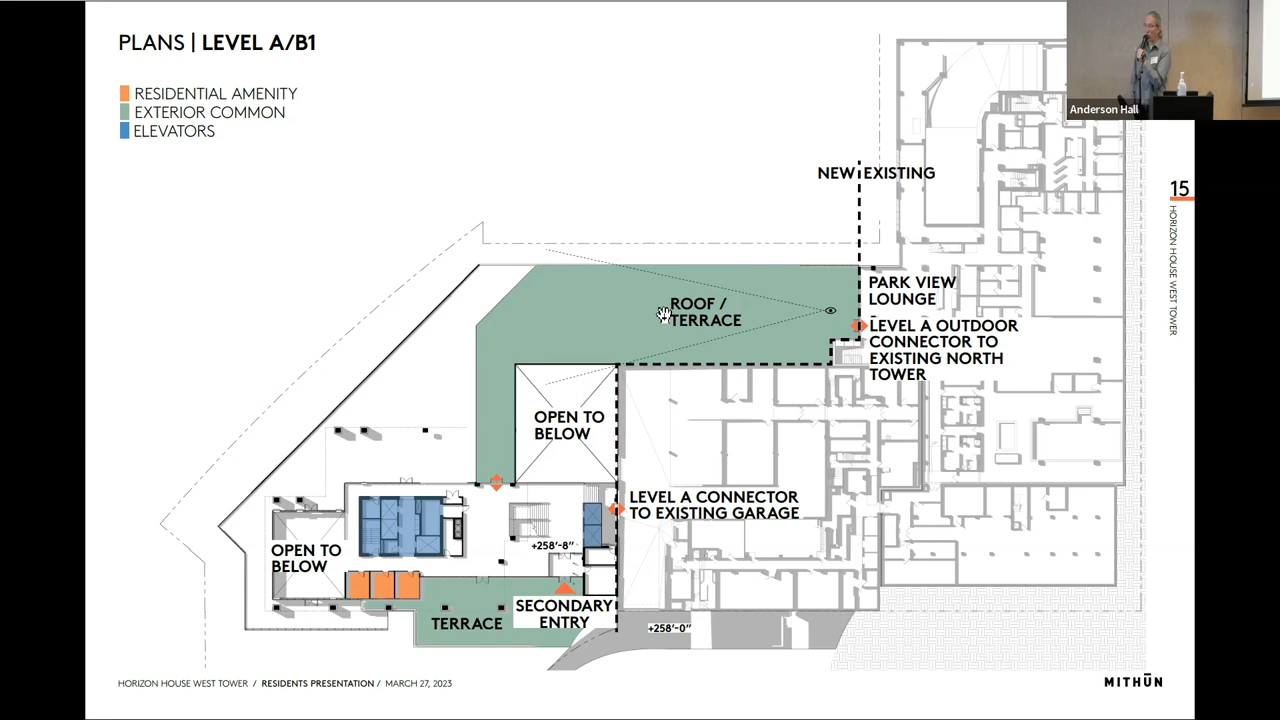 PLANS | LEVEL A/B1
RESIDENTIAL AMENITY
EXTERIOR COMMON
ELEVATORS
Anderson Hall
NEW EXISTING
15
HORIZON HOUSE WEST TOWER
PARK VIEW
LOUNGE
ROOF /
TERRACE
LEVEL A OUTDOOR
CONNECTOR TO
EXISTING NORTH
TOWER
OPEN TO
BELOW
LEVEL A CONNECTOR
TO EXISTING GARAGE
+258'-8"
OPEN TO
BELOW
SECONDARY
ENTRY
TERRACE
+258'-0"
HORIZON HOUSE WEST TOWER / RESIDENTS PRESENTATION / MARCH 27, 2023
MITHŪN